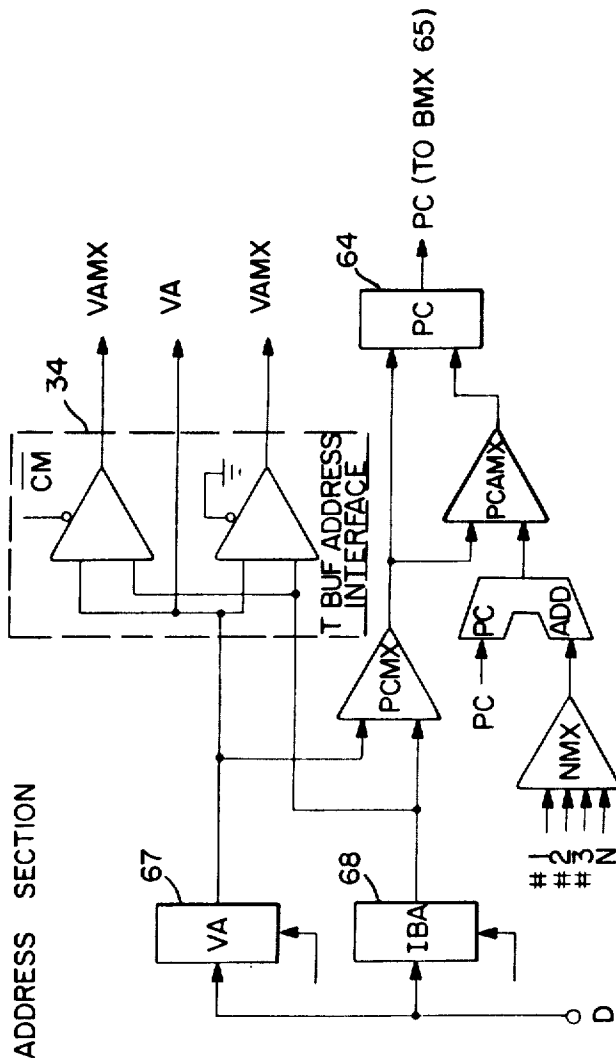 ADDRESS SECTION
34
CM
VAMX
VA
VAMX
T BUF ADDRESS
INTERFACE
67
VA
68
IBA
D
PCMX
64
PC
PC (TO BMX 65)
PCAMX
PC
PC
ADD
NMX
#1
#2
#3
N